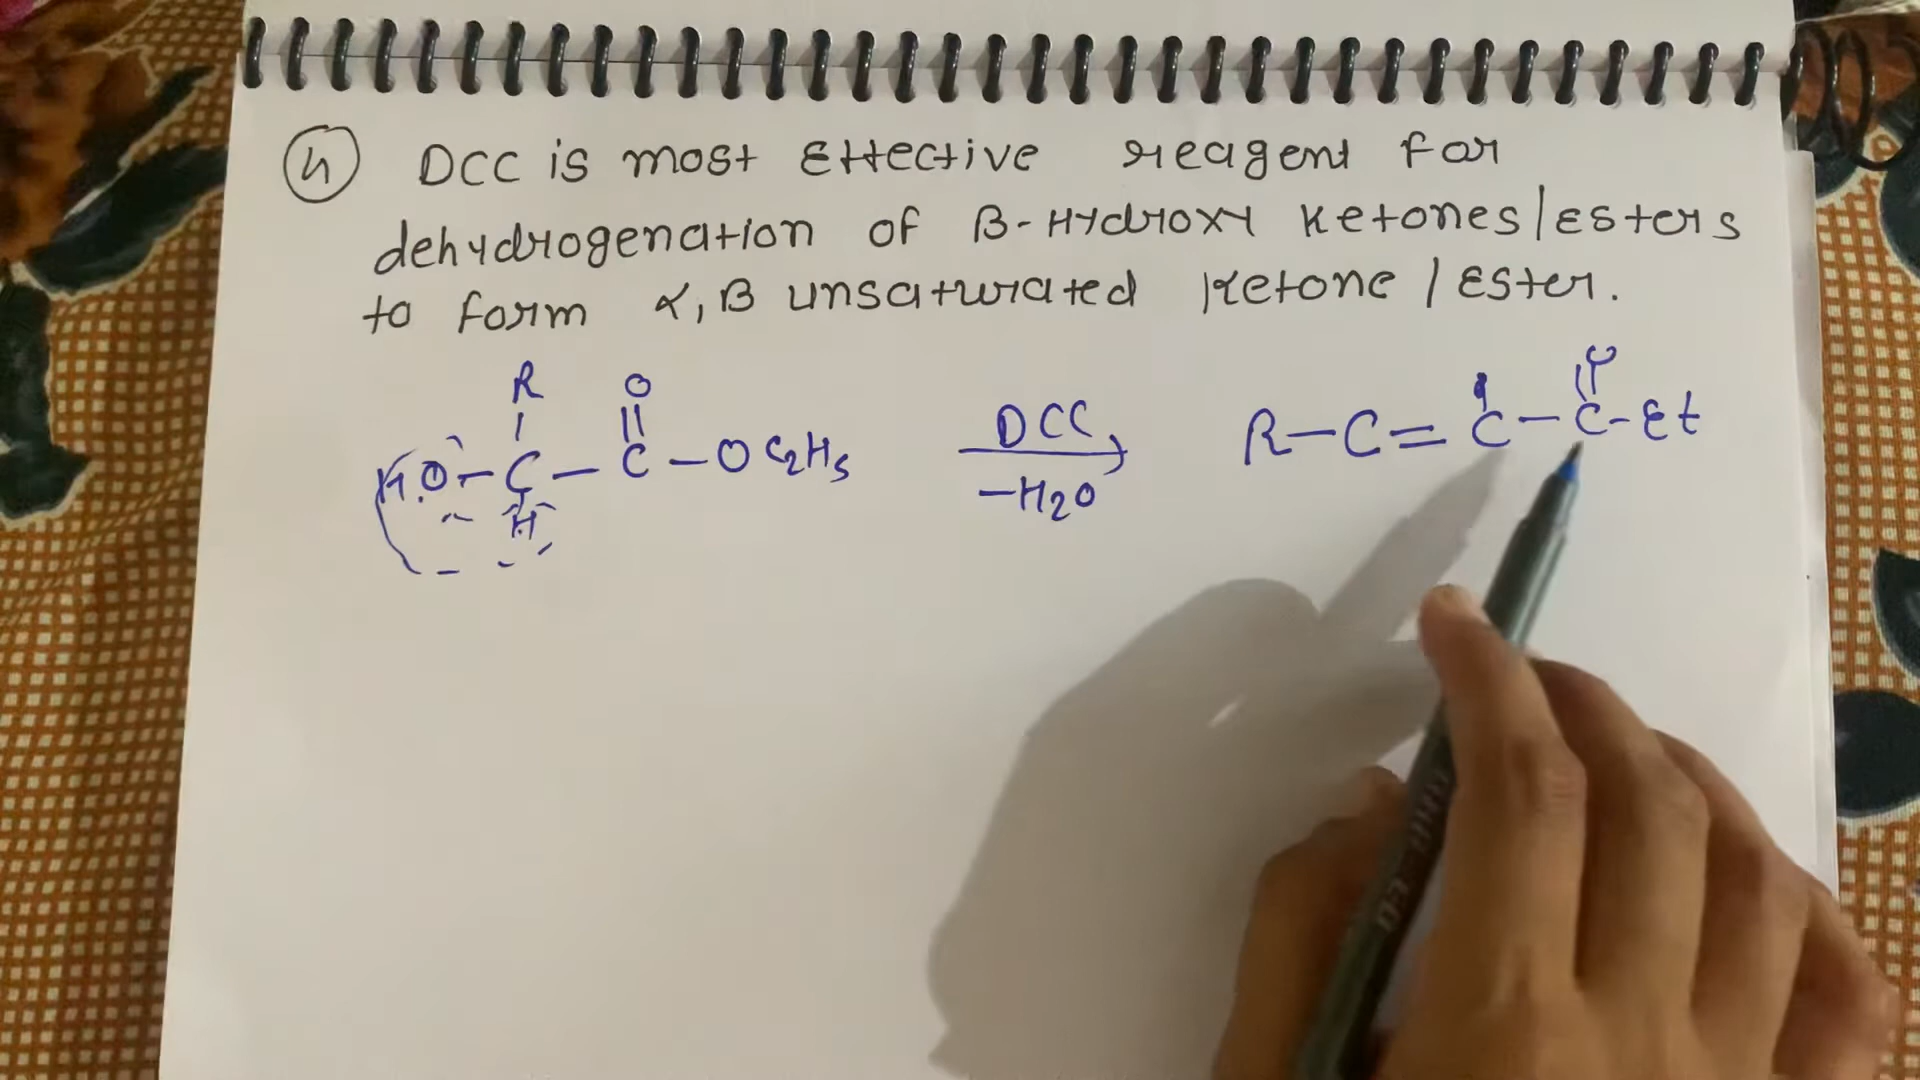 4 DCC is most Effective reagent for
dehydrogenation of β-Hydroxy ketones/esters
to form α,β unsaturated ketone / Ester.
R O O
H.O-C-C-OC2H5 DCC R-C=C-C-Et
H -H2O